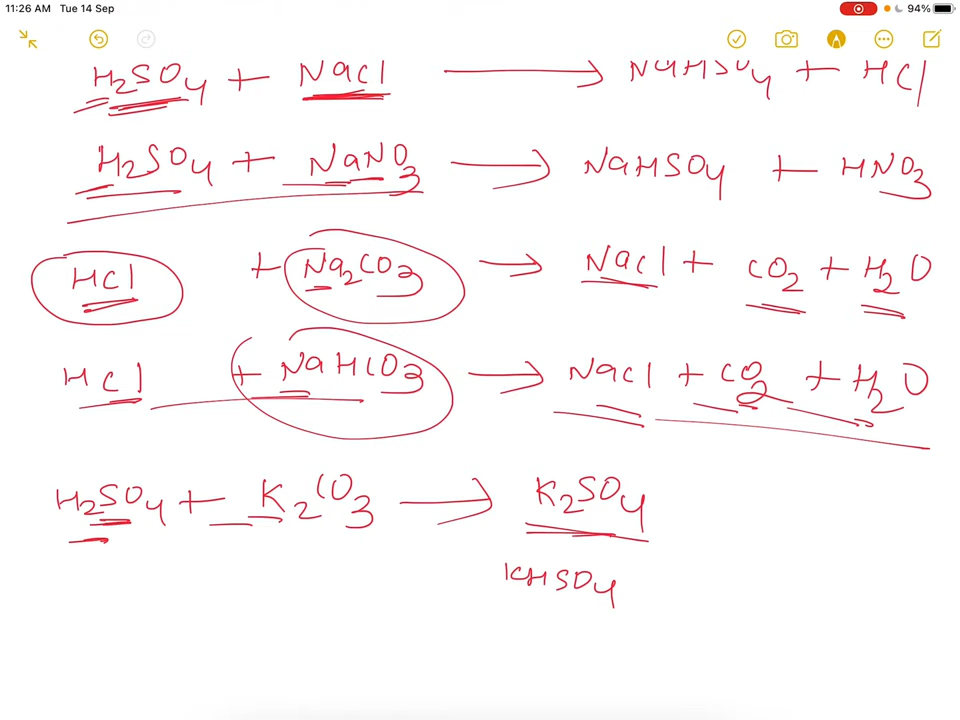 11:26 AM Tue 14 Sep 94%
H2SO4 + NaCl → NaHSO4 + HCl
H2SO4 + NaNO3 → NaHSO4 + HNO3
HCl + Na2CO3 → NaCl + CO2 + H2O
HCl + NaHCO3 → NaCl + CO2 + H2O
H2SO4 + K2CO3 → K2SO4
KHSO4